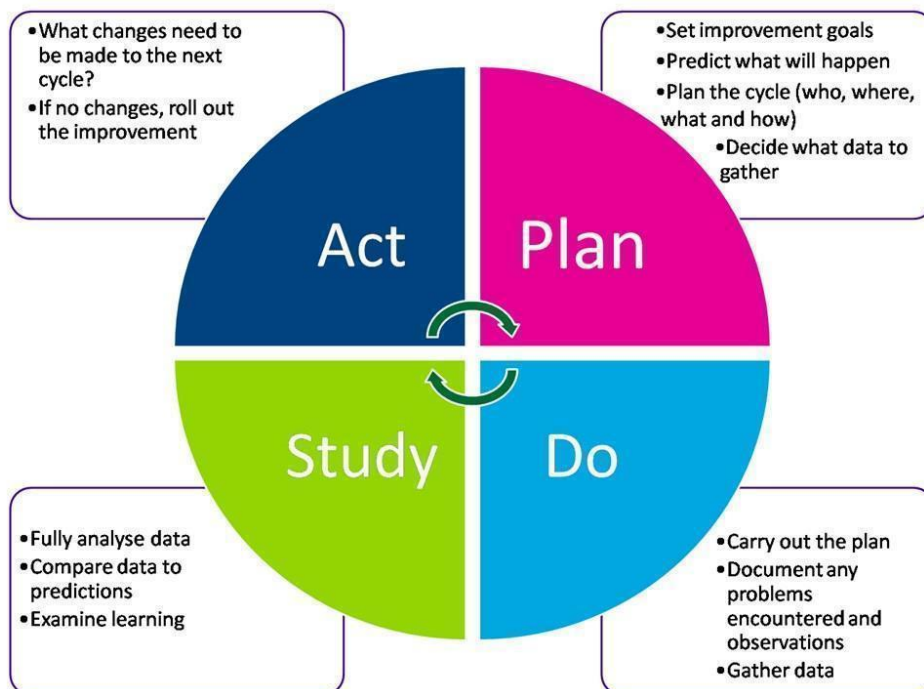 •What changes need to
be made to the next
cycle?
•If no changes, roll out
the improvement
•Set improvement goals
•Predict what will happen
•Plan the cycle (who, where,
what and how)
•Decide what data to
gather
Act
Plan
Study
Do
•Fully analyse data
•Compare data to
predictions
•Examine learning
•Carry out the plan
•Document any
problems
encountered and
observations
•Gather data